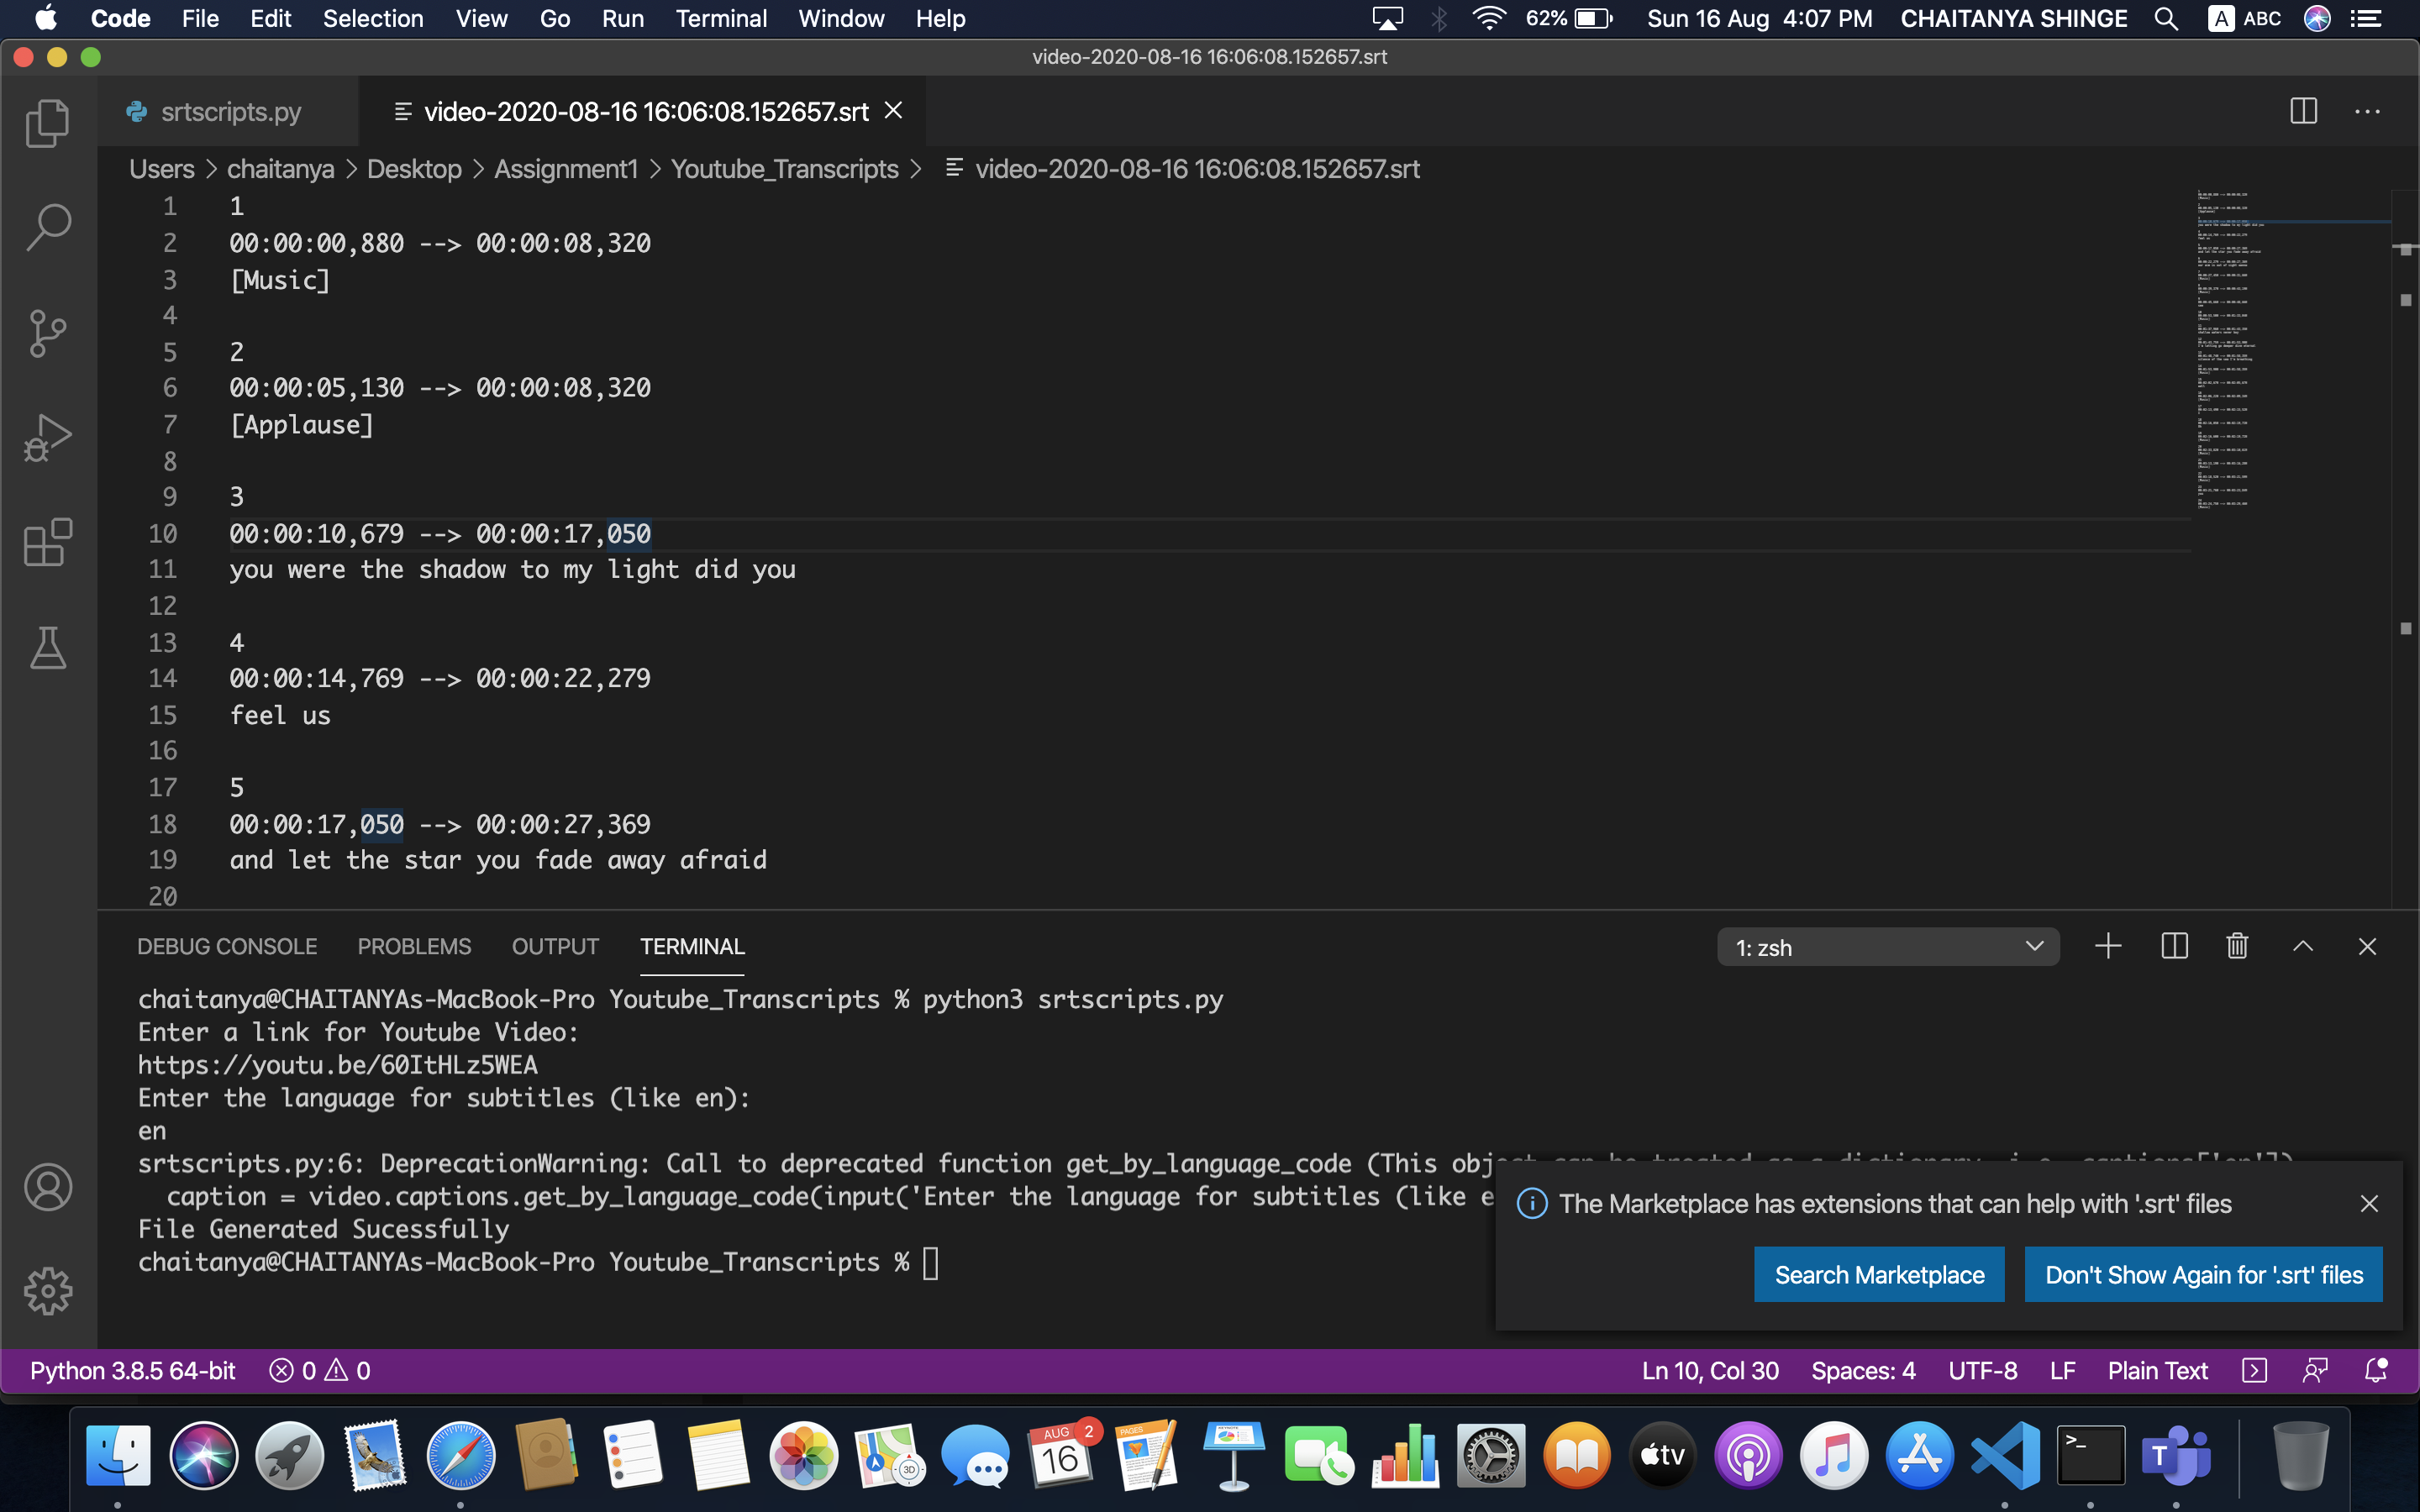 Code File Edit Selection View Go Run Terminal Window Help 62% Sun 16 Aug 4:07 PM CHAITANYA SHINGE A ABC
video-2020-08-16 16:06:08.152657.srt
srtscripts.py video-2020-08-16 16:06:08.152657.srt
Users > chaitanya > Desktop > Assignment1 > Youtube_Transcripts > video-2020-08-16 16:06:08.152657.srt
1 1
2 00:00:00,880 --> 00:00:08,320
3 [Music]
4
5 2
6 00:00:05,130 --> 00:00:08,320
7 [Applause]
8
9 3
10 00:00:10,679 --> 00:00:17,050
11 you were the shadow to my light did you
12
13 4
14 00:00:14,769 --> 00:00:22,279
15 feel us
16
17 5
18 00:00:17,050 --> 00:00:27,369
19 and let the star you fade away afraid
20
DEBUG CONSOLE PROBLEMS OUTPUT TERMINAL 1: zsh
chaitanya@CHAITANYAs-MacBook-Pro Youtube_Transcripts % python3 srtscripts.py
Enter a link for Youtube Video:
https://youtu.be/60ItHLz5WEA
Enter the language for subtitles (like en):
en
srtscripts.py:6: DeprecationWarning: Call to deprecated function get_by_language_code (This object can be treated as a dictionary, i.e. captions['en'])
caption = video.captions.get_by_language_code(input('Enter the language for subtitles (like e
File Generated Sucessfully
chaitanya@CHAITANYAs-MacBook-Pro Youtube_Transcripts %
The Marketplace has extensions that can help with '.srt' files
Search Marketplace Don't Show Again for '.srt' files
Python 3.8.5 64-bit 0 0 Ln 10, Col 30 Spaces: 4 UTF-8 LF Plain Text
AUG 16 2
PAGES
3D
tv
>_
T